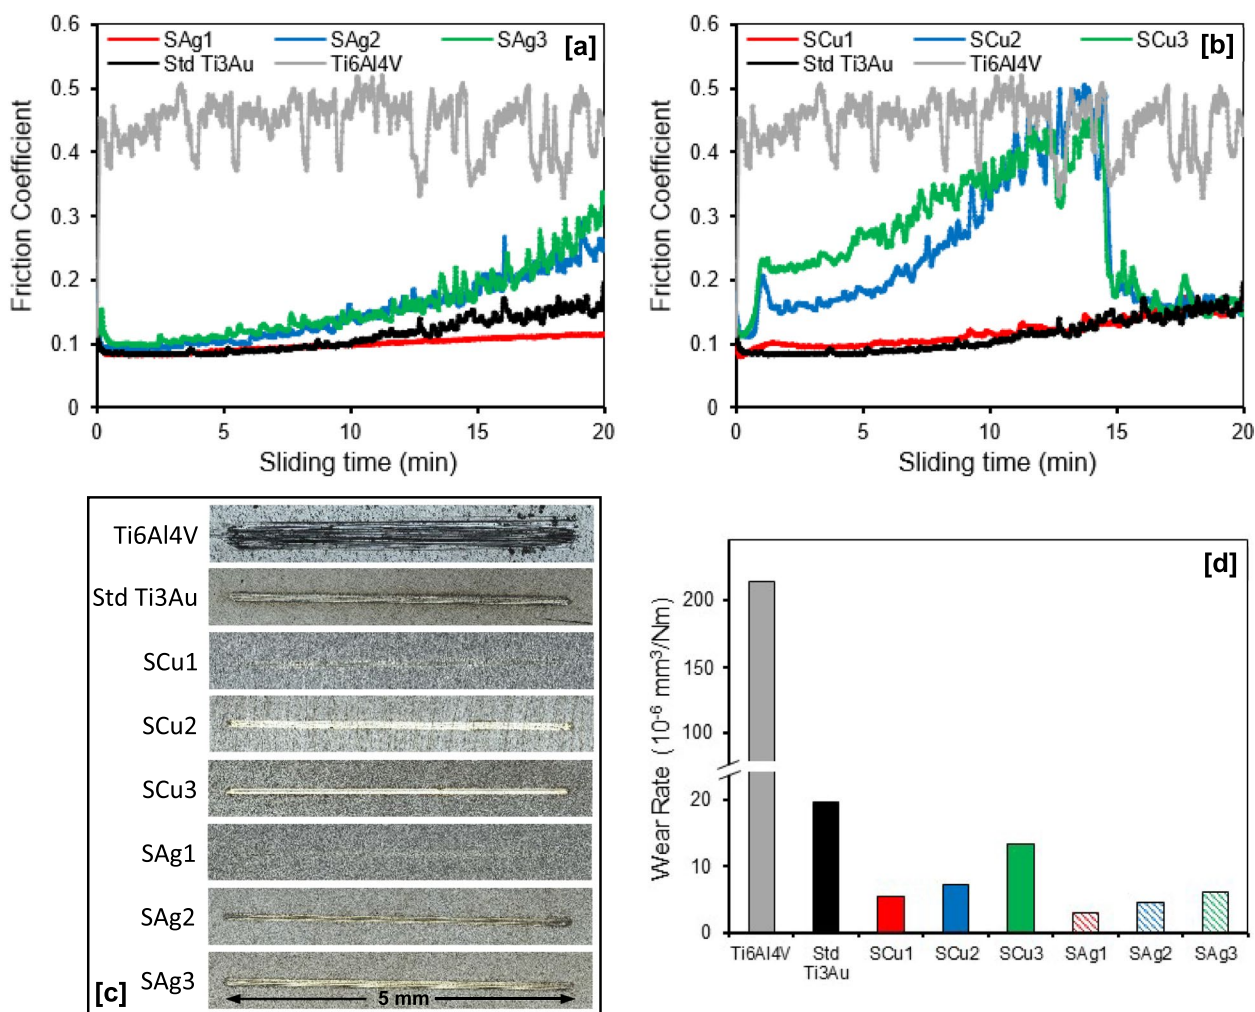 0.6
0.5
0.4
0.3
0.2
0.1
0
Friction Coefficient
SAg1 SAg2 SAg3
Std Ti3Au Ti6Al4V
[a]
0 5 10 15 20
Sliding time (min)
0.6
0.5
0.4
0.3
0.2
0.1
0
Friction Coefficient
SCu1 SCu2 SCu3
Std Ti3Au Ti6Al4V
[b]
0 5 10 15 20
Sliding time (min)
Ti6Al4V
Std Ti3Au
SCu1
SCu2
SCu3
SAg1
SAg2
SAg3
5 mm
[c]
Wear Rate (10⁻⁶ mm³/Nm)
200
150
100
20
10
0
[d]
Ti6Al4V Std Ti3Au SCu1 SCu2 SCu3 SAg1 SAg2 SAg3